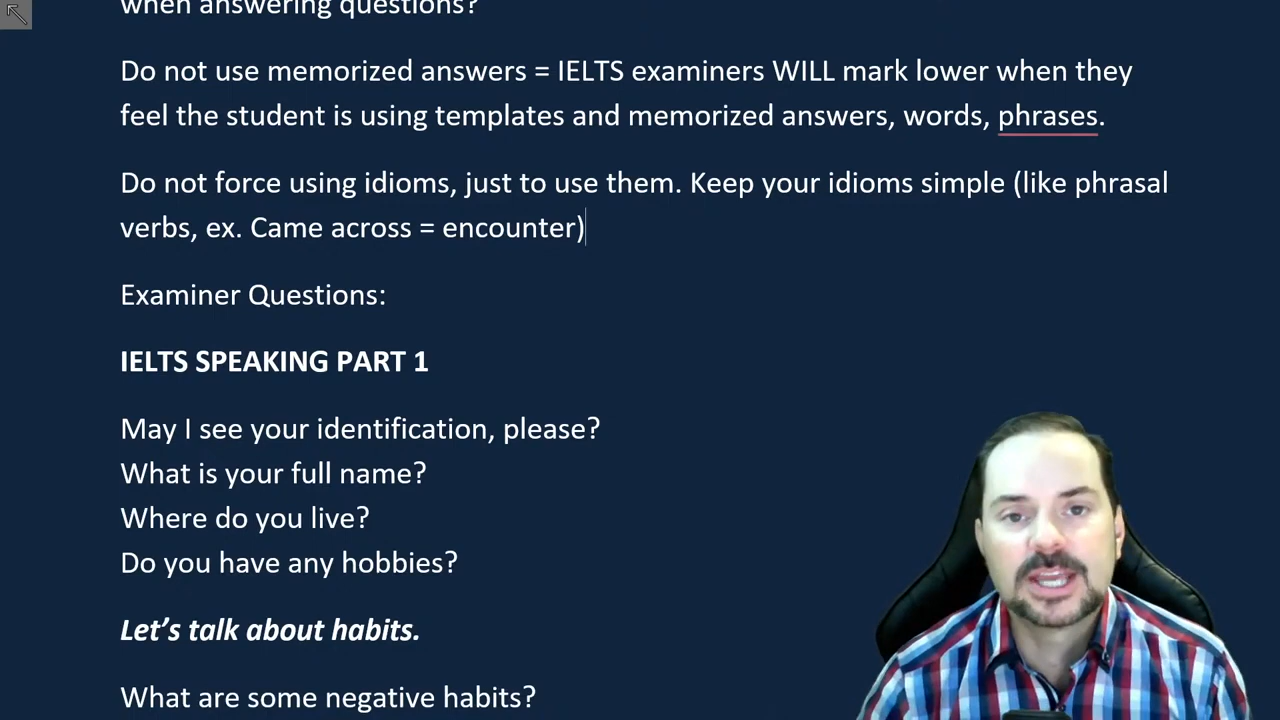 when answering questions?
Do not use memorized answers = IELTS examiners WILL mark lower when they
feel the student is using templates and memorized answers, words, phrases.
Do not force using idioms, just to use them. Keep your idioms simple (like phrasal
verbs, ex. Came across = encounter)
Examiner Questions:
IELTS SPEAKING PART 1
May I see your identification, please?
What is your full name?
Where do you live?
Do you have any hobbies?
Let's talk about habits.
What are some negative habits?